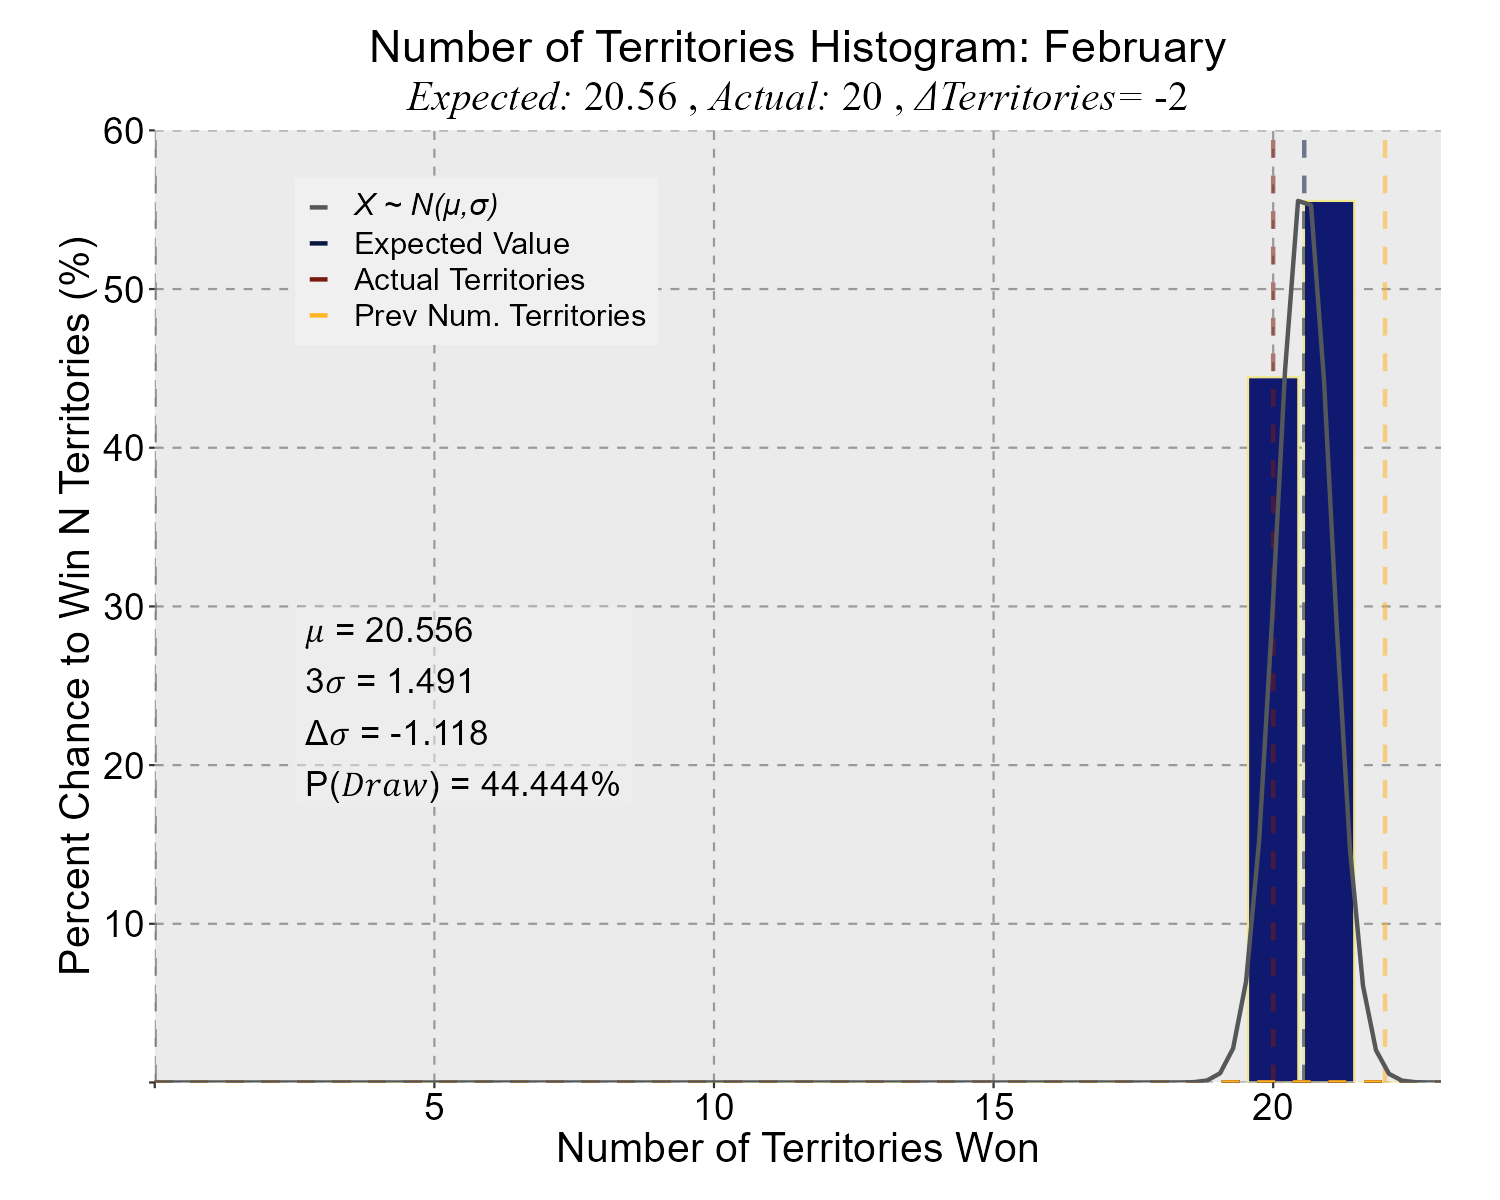 Number of Territories Histogram: February
Expected: 20.56 , Actual: 20 , ΔTerritories= -2
60
50
40
30
20
10
Percent Chance to Win N Territories (%)
X ~ N(μ,σ)
Expected Value
Actual Territories
Prev Num. Territories
μ = 20.556
3σ = 1.491
Δσ = -1.118
P(Draw) = 44.444%
5 10 15 20
Number of Territories Won